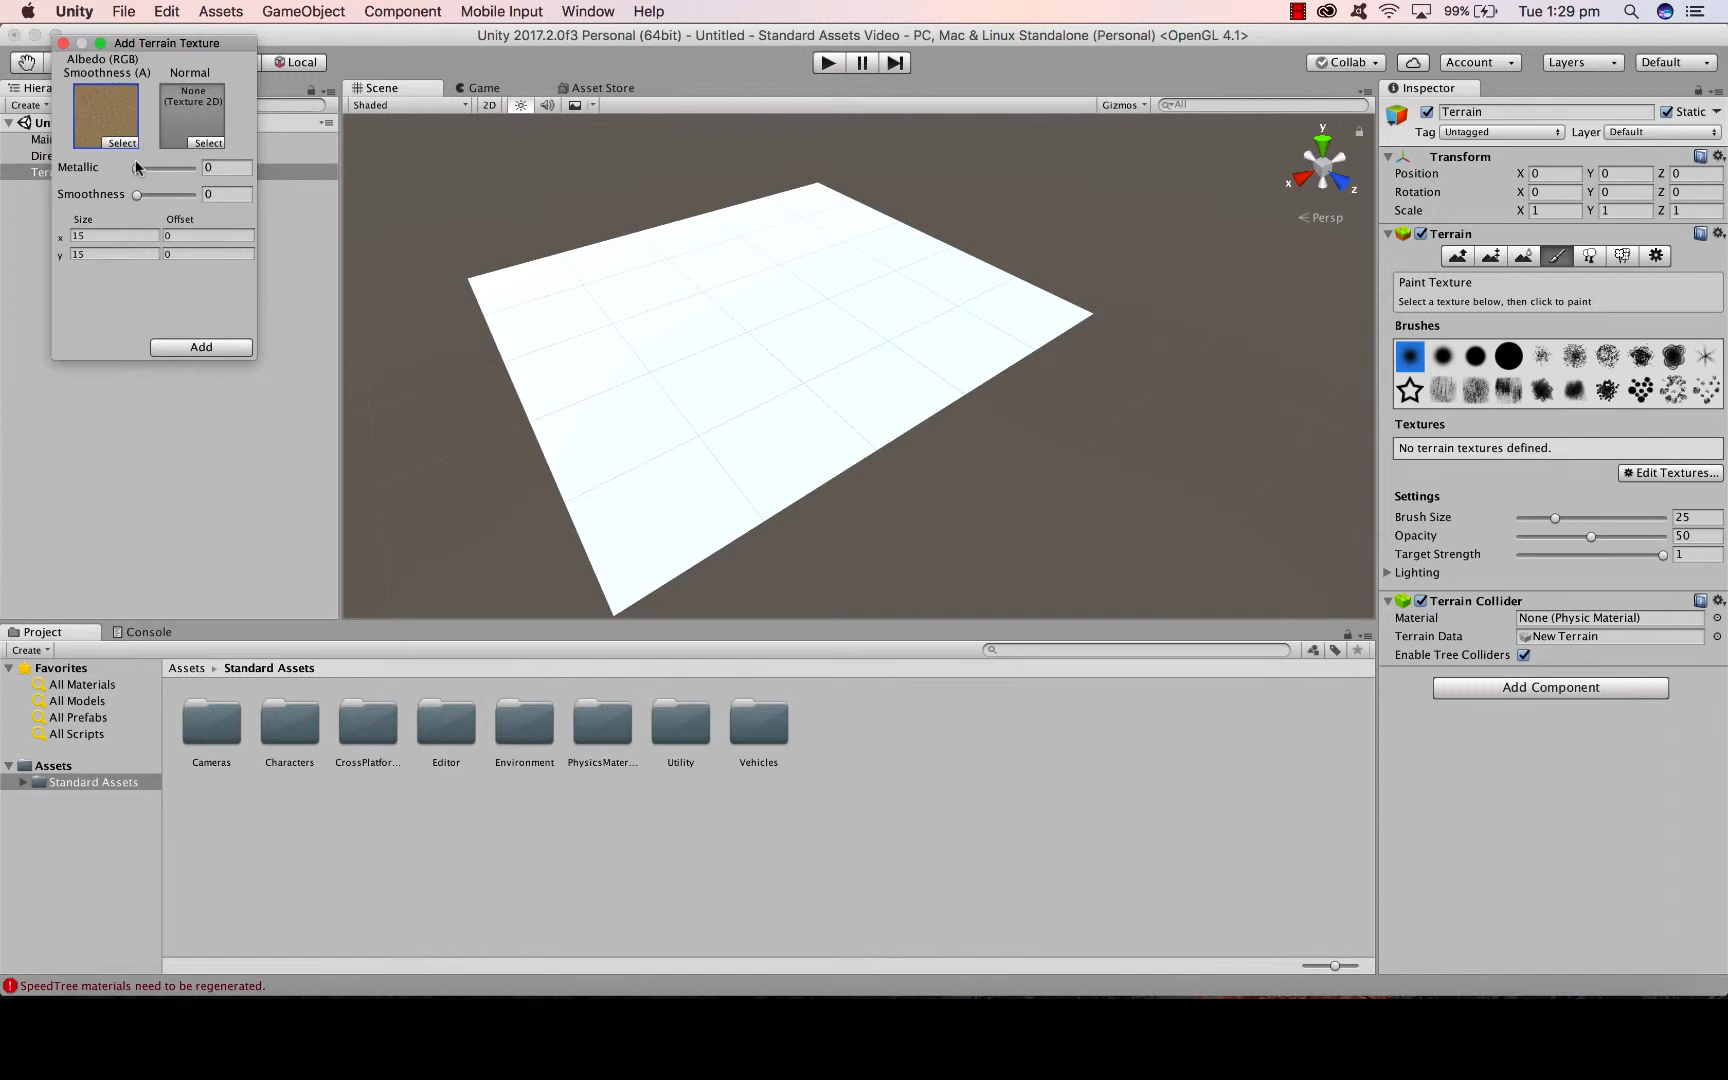 Unity File Edit Assets GameObject Component Mobile Input Window Help 99% Tue 1:29 pm
Unity 2017.2.0f3 Personal (64bit) - Untitled - Standard Assets Video - PC, Mac & Linux Standalone (Personal) <OpenGL 4.1>
Local Collab Account Layers Default
Add Terrain Texture
Albedo (RGB)
Smoothness (A) Normal
None
(Texture 2D)
Select Select
Metallic 0
Smoothness 0
Size Offset
x 15 0
y 15 0
Add
Hiera
Create
Un
Mai
Dire
Ter
Scene Game Asset Store
Shaded 2D Gizmos All
y
x z
Persp
Inspector
Terrain Static
Tag Untagged Layer Default
Transform
Position X 0 Y 0 Z 0
Rotation X 0 Y 0 Z 0
Scale X 1 Y 1 Z 1
Terrain
Paint Texture
Select a texture below, then click to paint
Brushes
Textures
No terrain textures defined.
Edit Textures...
Settings
Brush Size 25
Opacity 50
Target Strength 1
Lighting
Terrain Collider
Material None (Physic Material)
Terrain Data New Terrain
Enable Tree Colliders
Add Component
Project Console
Create
Favorites
All Materials
All Models
All Prefabs
All Scripts
Assets
Standard Assets
Assets Standard Assets
Cameras Characters CrossPlatfor... Editor Environment PhysicsMater... Utility Vehicles
SpeedTree materials need to be regenerated.